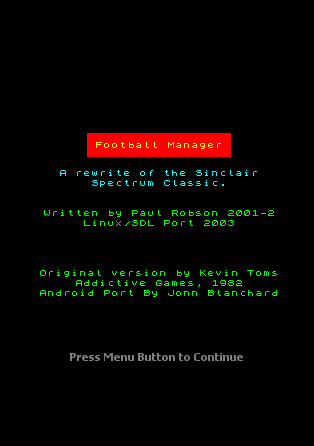 Football Manager
A rewrite of the Sinclair
Spectrum Classic.
Written by Paul Robson 2001-2
Linux/SDL Port 2003
Original version by Kevin Toms
Addictive Games, 1982
Android Port By Jonn Blanchard
Press Menu Button to Continue